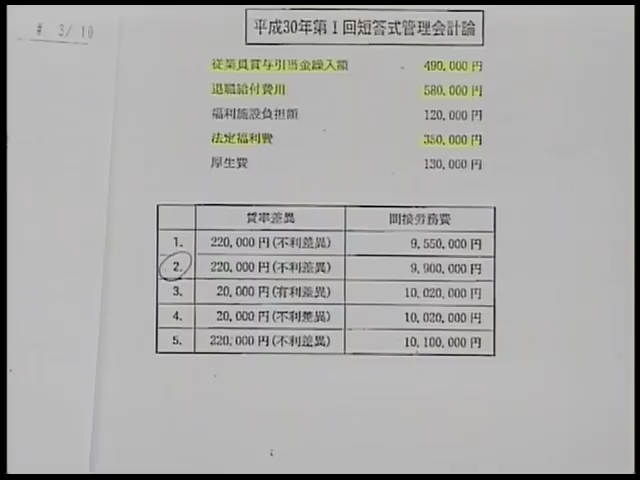 # 3/10
平成30年第Ⅰ回短答式管理会計論
従業員賞与引当金繰入額 490,000円
退職給付費用 580,000円
福利施設負担額 120,000円
法定福利費 350,000円
厚生費 130,000円
賃率差異 間接労務費
1. 220,000円(不利差異) 9,550,000円
2. 220,000円(不利差異) 9,900,000円
3. 20,000円(有利差異) 10,020,000円
4. 20,000円(不利差異) 10,020,000円
5. 220,000円(不利差異) 10,100,000円